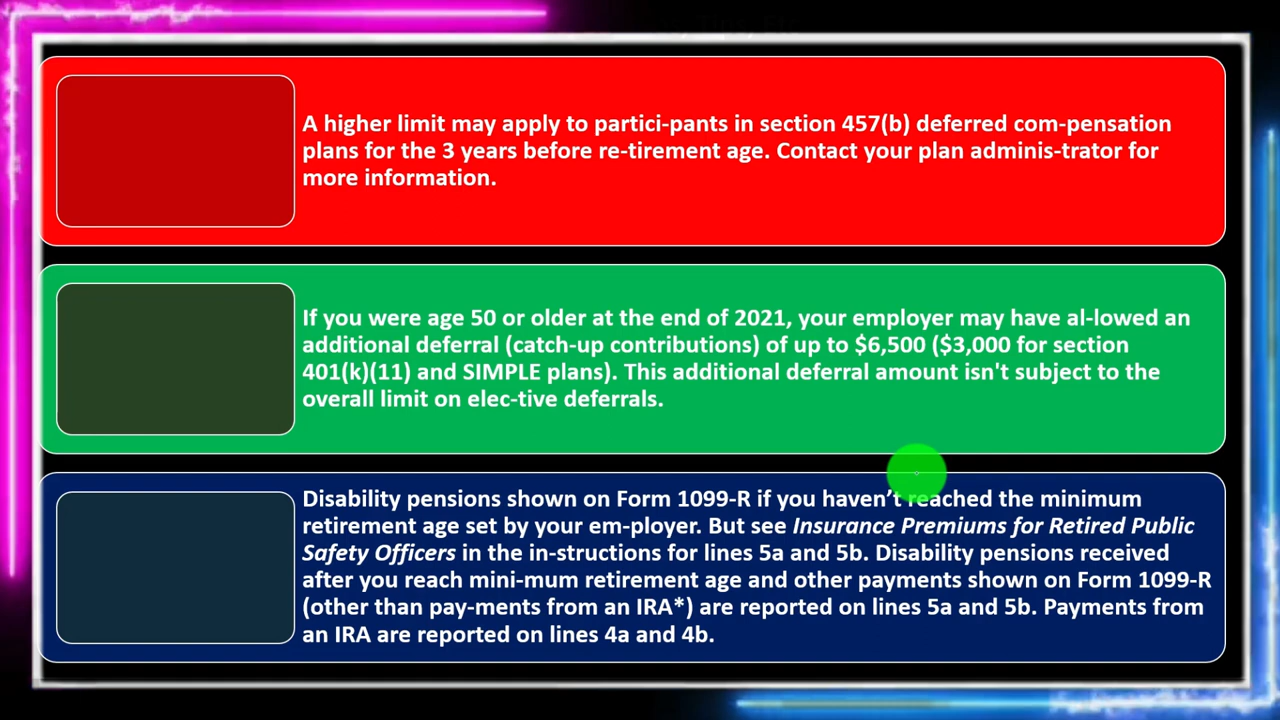 A higher limit may apply to partici-pants in section 457(b) deferred com-pensation
plans for the 3 years before re-tirement age. Contact your plan adminis-trator for
more information.
If you were age 50 or older at the end of 2021, your employer may have al-lowed an
additional deferral (catch-up contributions) of up to $6,500 ($3,000 for section
401(k)(11) and SIMPLE plans). This additional deferral amount isn't subject to the
overall limit on elec-tive deferrals.
Disability pensions shown on Form 1099-R if you haven’t reached the minimum
retirement age set by your em-ployer. But see Insurance Premiums for Retired Public
Safety Officers in the in-structions for lines 5a and 5b. Disability pensions received
after you reach mini-mum retirement age and other payments shown on Form 1099-R
(other than pay-ments from an IRA*) are reported on lines 5a and 5b. Payments from
an IRA are reported on lines 4a and 4b.